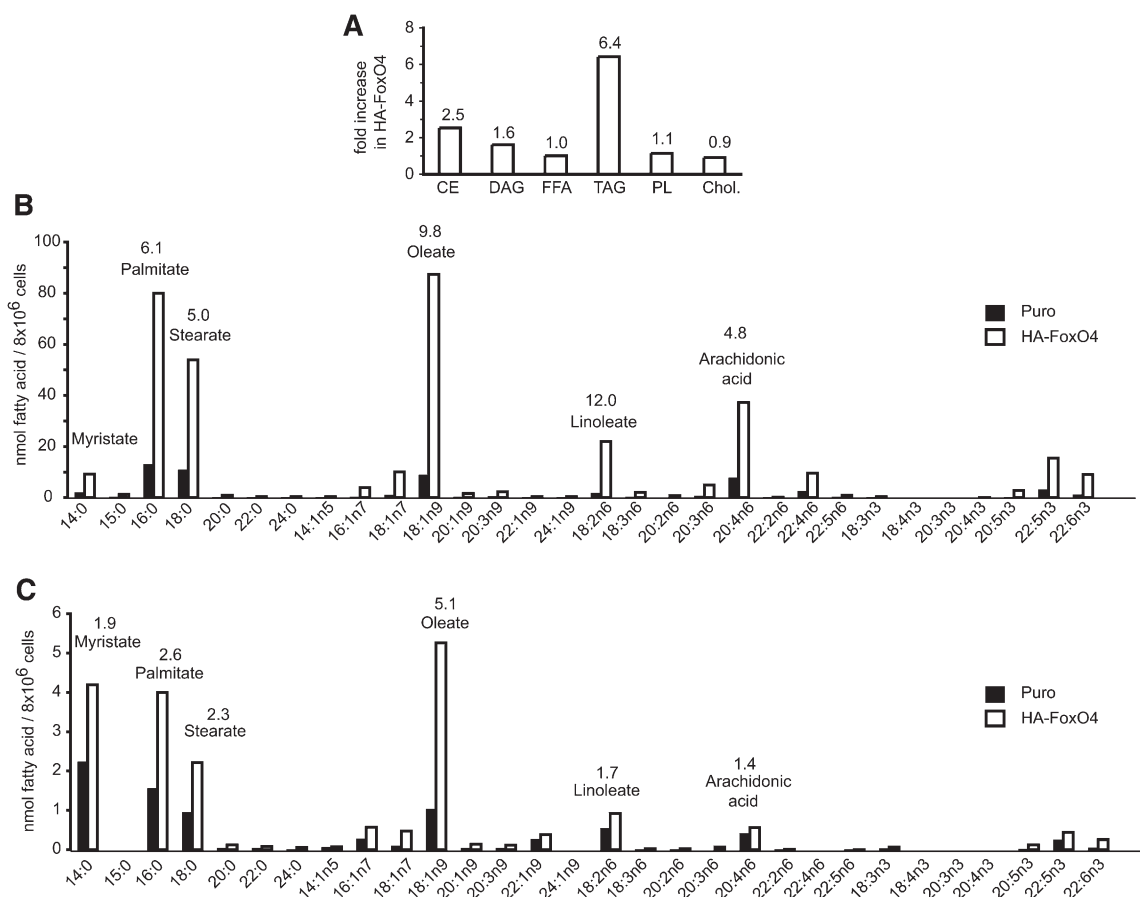 A
fold increase
in HA-FoxO4
8
6
4
2
0
2.5
1.6
1.0
6.4
1.1
0.9
CE DAG FFA TAG PL Chol.
B
nmol fatty acid / 8x10⁶ cells
100
80
60
40
20
0
Myristate
6.1
Palmitate
5.0
Stearate
9.8
Oleate
12.0
Linoleate
4.8
Arachidonic
acid
Puro
HA-FoxO4
14:0 15:0 16:0 18:0 20:0 22:0 24:0 14:1n5 16:1n7 18:1n7 18:1n9 20:1n9 20:3n9 22:1n9 24:1n9 18:2n6 18:3n6 20:2n6 20:3n6 20:4n6 22:2n6 22:4n6 22:5n6 18:3n3 18:4n3 20:3n3 20:4n3 20:5n3 22:5n3 22:6n3
C
nmol fatty acid / 8x10⁶ cells
6
5
4
3
2
1
0
1.9
Myristate
2.6
Palmitate
2.3
Stearate
5.1
Oleate
1.7
Linoleate
1.4
Arachidonic
acid
Puro
HA-FoxO4
14:0 15:0 16:0 18:0 20:0 22:0 24:0 14:1n5 16:1n7 18:1n7 18:1n9 20:1n9 20:3n9 22:1n9 24:1n9 18:2n6 18:3n6 20:2n6 20:3n6 20:4n6 22:2n6 22:4n6 22:5n6 18:3n3 18:4n3 20:3n3 20:4n3 20:5n3 22:5n3 22:6n3